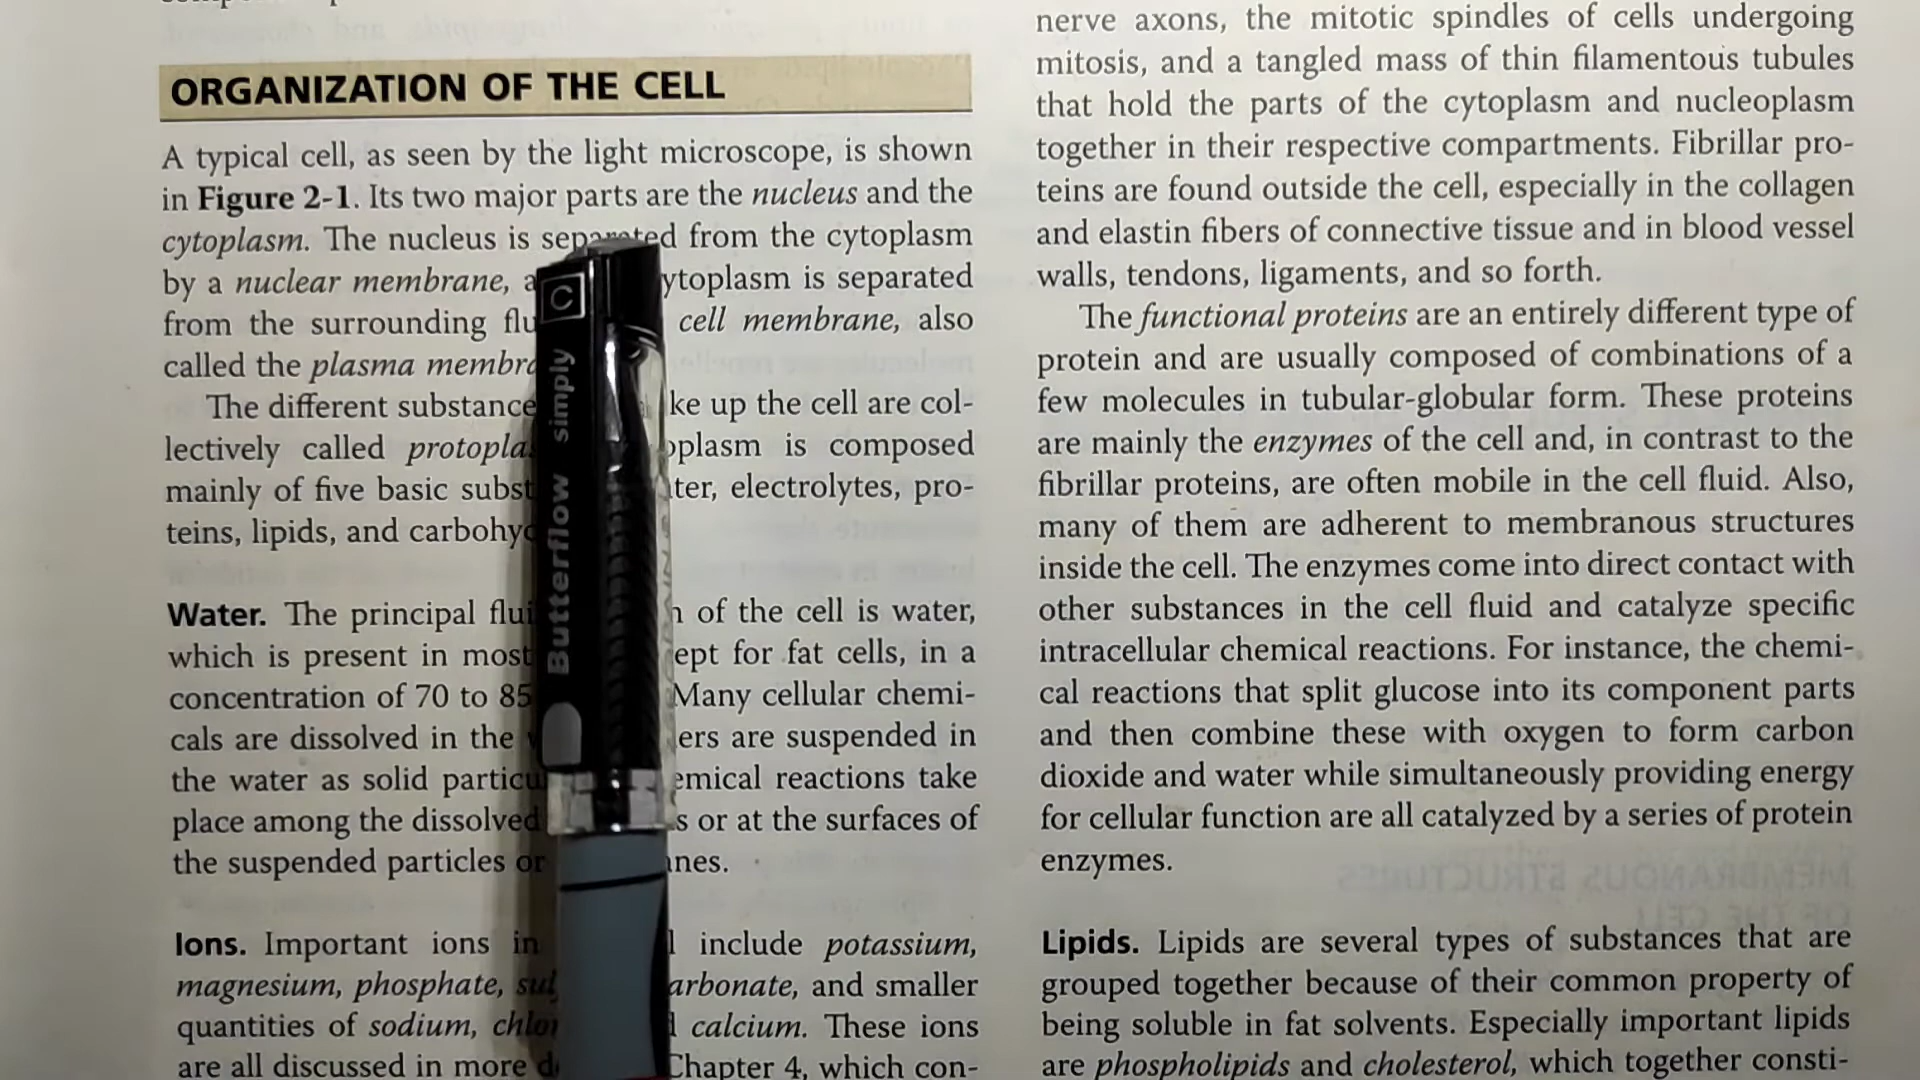 ORGANIZATION OF THE CELL
A typical cell, as seen by the light microscope, is shown
in Figure 2-1. Its two major parts are the nucleus and the
cytoplasm. The nucleus is separated from the cytoplasm
by a nuclear membrane, ytoplasm is separated
from the surrounding flu cell membrane, also
called the plasma membr
The different substance ke up the cell are col-
lectively called protopla plasm is composed
mainly of five basic subst ter, electrolytes, pro-
teins, lipids, and carbohy
Water. The principal flui of the cell is water,
which is present in most ept for fat cells, in a
concentration of 70 to 85 Many cellular chemi-
cals are dissolved in the ers are suspended in
the water as solid particu emical reactions take
place among the dissolved s or at the surfaces of
the suspended particles or nes.
Ions. Important ions in include potassium,
magnesium, phosphate, sul arbonate, and smaller
quantities of sodium, chlor calcium. These ions
are all discussed in more d Chapter 4, which con-
C
Butterflow simply
nerve axons, the mitotic spindles of cells undergoing
mitosis, and a tangled mass of thin filamentous tubules
that hold the parts of the cytoplasm and nucleoplasm
together in their respective compartments. Fibrillar pro-
teins are found outside the cell, especially in the collagen
and elastin fibers of connective tissue and in blood vessel
walls, tendons, ligaments, and so forth.
The functional proteins are an entirely different type of
protein and are usually composed of combinations of a
few molecules in tubular-globular form. These proteins
are mainly the enzymes of the cell and, in contrast to the
fibrillar proteins, are often mobile in the cell fluid. Also,
many of them are adherent to membranous structures
inside the cell. The enzymes come into direct contact with
other substances in the cell fluid and catalyze specific
intracellular chemical reactions. For instance, the chemi-
cal reactions that split glucose into its component parts
and then combine these with oxygen to form carbon
dioxide and water while simultaneously providing energy
for cellular function are all catalyzed by a series of protein
enzymes.
Lipids. Lipids are several types of substances that are
grouped together because of their common property of
being soluble in fat solvents. Especially important lipids
are phospholipids and cholesterol, which together consti-